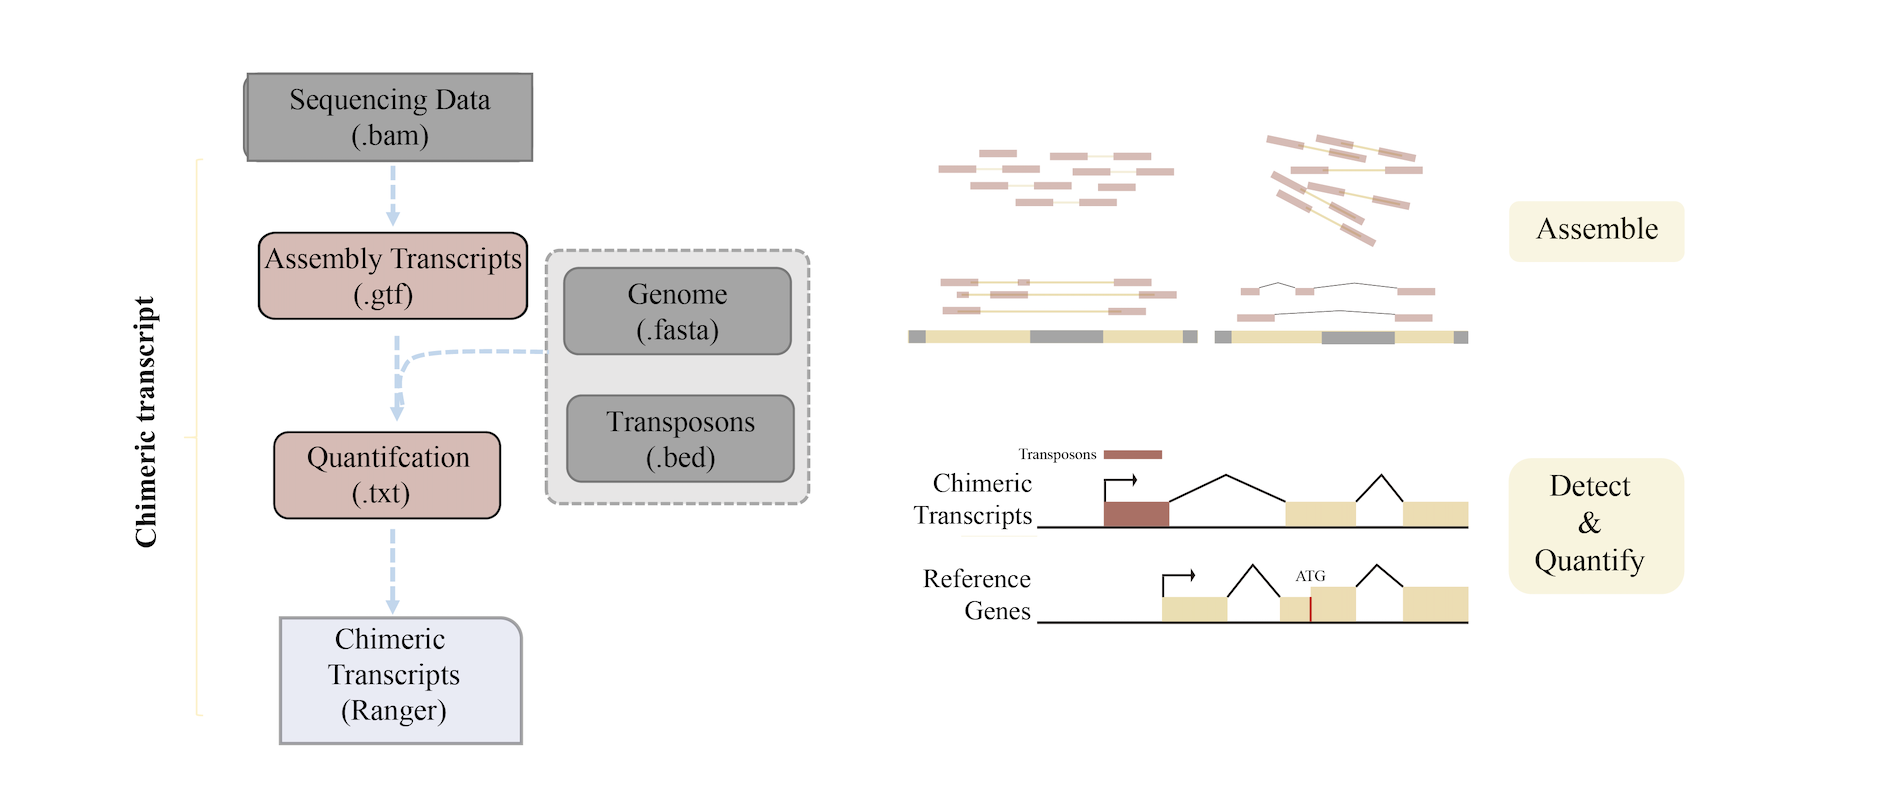 Chimeric transcript
Sequencing Data
(.bam)
Assembly Transcripts
(.gtf)
Genome
(.fasta)
Transposons
(.bed)
Quantifcation
(.txt)
Chimeric
Transcripts
(Ranger)
Assemble
Transposons
Chimeric
Transcripts
Reference
Genes
ATG
Detect
&
Quantify